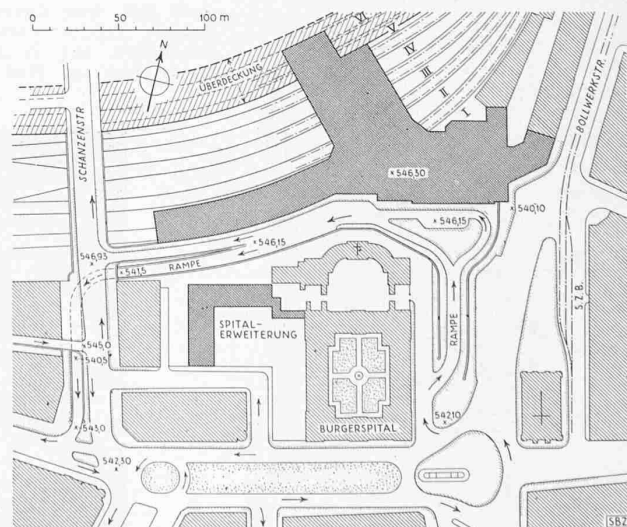 0 50 100 m
N
ÜBERDECKUNG
VI
V
IV
III
II
I
BOLLWERKSTR.
SCHANZENSTR.
×546,30
×540,10
×546,15
×546,15
546,93
×541,5
RAMPE
S.Z.B.
SPITAL-
ERWEITERUNG
RAMPE
×545,0
×540,5
BURGERSPITAL
542,10
×543,0
542,30
SBZ